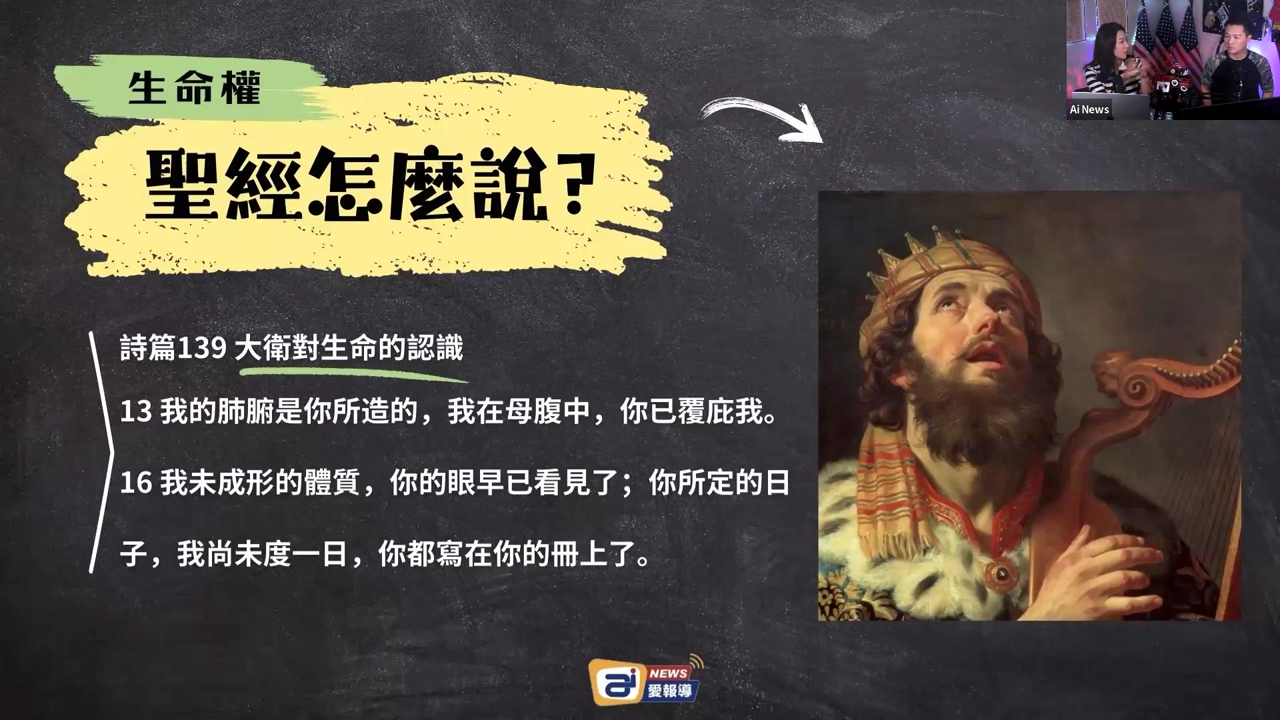 生命權
聖經怎麼說?
Ai News
詩篇139 大衛對生命的認識
13 我的肺腑是你所造的，我在母腹中，你已覆庇我。
16 我未成形的體質，你的眼早已看見了；你所定的日
子，我尚未度一日，你都寫在你的冊上了。
ai NEWS
愛報導